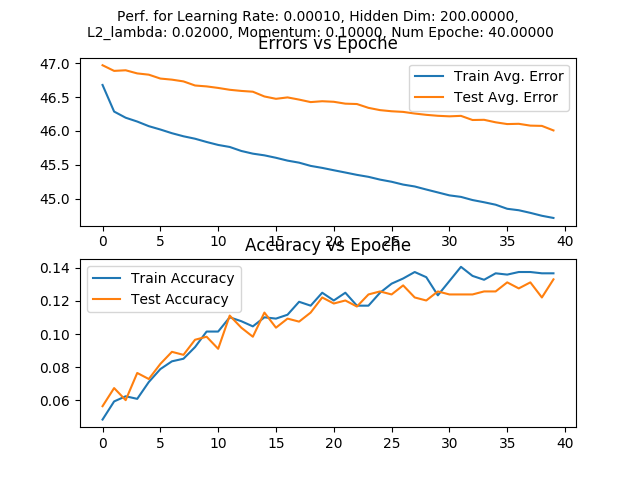 Perf. for Learning Rate: 0.00010, Hidden Dim: 200.00000,
L2_lambda: 0.02000, Momentum: 0.10000, Num Epoche: 40.00000
Errors vs Epoche
47.0
46.5
46.0
45.5
45.0
Train Avg. Error
Test Avg. Error
0 5 10 15 20 25 30 35 40
Accuracy vs Epoche
0.14
0.12
0.10
0.08
0.06
Train Accuracy
Test Accuracy
0 5 10 15 20 25 30 35 40